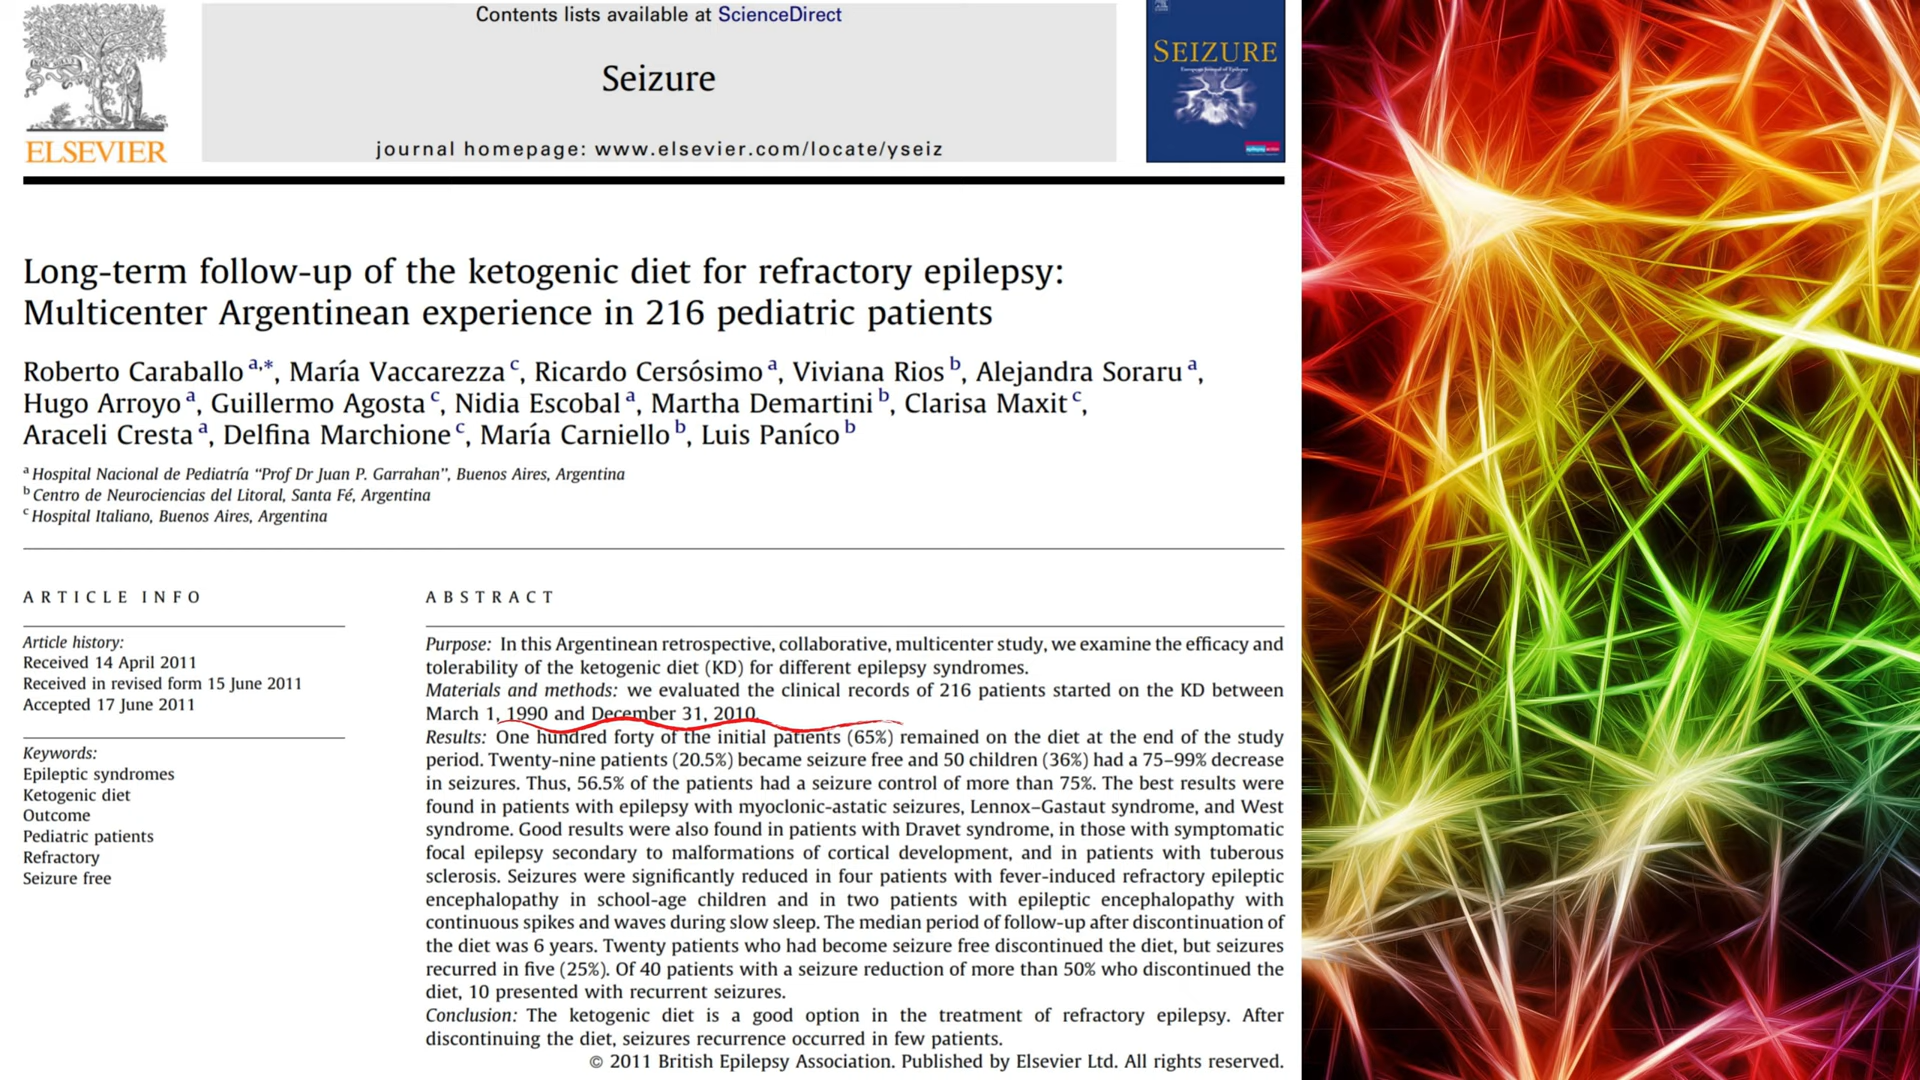 Contents lists available at ScienceDirect
Seizure
journal homepage: www.elsevier.com/locate/yseiz
ELSEVIER
SEIZURE
Long-term follow-up of the ketogenic diet for refractory epilepsy:
Multicenter Argentinean experience in 216 pediatric patients
Roberto Caraballo a,*, María Vaccarezza c, Ricardo Cersósimo a, Viviana Rios b, Alejandra Soraru a,
Hugo Arroyo a, Guillermo Agosta c, Nidia Escobal a, Martha Demartini b, Clarisa Maxit c,
Araceli Cresta a, Delfina Marchione c, María Carniello b, Luis Paníco b
a Hospital Nacional de Pediatría “Prof Dr Juan P. Garrahan”, Buenos Aires, Argentina
b Centro de Neurociencias del Litoral, Santa Fé, Argentina
c Hospital Italiano, Buenos Aires, Argentina
ARTICLE INFO
Article history:
Received 14 April 2011
Received in revised form 15 June 2011
Accepted 17 June 2011
Keywords:
Epileptic syndromes
Ketogenic diet
Outcome
Pediatric patients
Refractory
Seizure free
ABSTRACT
Purpose: In this Argentinean retrospective, collaborative, multicenter study, we examine the efficacy and
tolerability of the ketogenic diet (KD) for different epilepsy syndromes.
Materials and methods: we evaluated the clinical records of 216 patients started on the KD between
March 1, 1990 and December 31, 2010.
Results: One hundred forty of the initial patients (65%) remained on the diet at the end of the study
period. Twenty-nine patients (20.5%) became seizure free and 50 children (36%) had a 75–99% decrease
in seizures. Thus, 56.5% of the patients had a seizure control of more than 75%. The best results were
found in patients with epilepsy with myoclonic-astatic seizures, Lennox–Gastaut syndrome, and West
syndrome. Good results were also found in patients with Dravet syndrome, in those with symptomatic
focal epilepsy secondary to malformations of cortical development, and in patients with tuberous
sclerosis. Seizures were significantly reduced in four patients with fever-induced refractory epileptic
encephalopathy in school-age children and in two patients with epileptic encephalopathy with
continuous spikes and waves during slow sleep. The median period of follow-up after discontinuation of
the diet was 6 years. Twenty patients who had become seizure free discontinued the diet, but seizures
recurred in five (25%). Of 40 patients with a seizure reduction of more than 50% who discontinued the
diet, 10 presented with recurrent seizures.
Conclusion: The ketogenic diet is a good option in the treatment of refractory epilepsy. After
discontinuing the diet, seizures recurrence occurred in few patients.
© 2011 British Epilepsy Association. Published by Elsevier Ltd. All rights reserved.